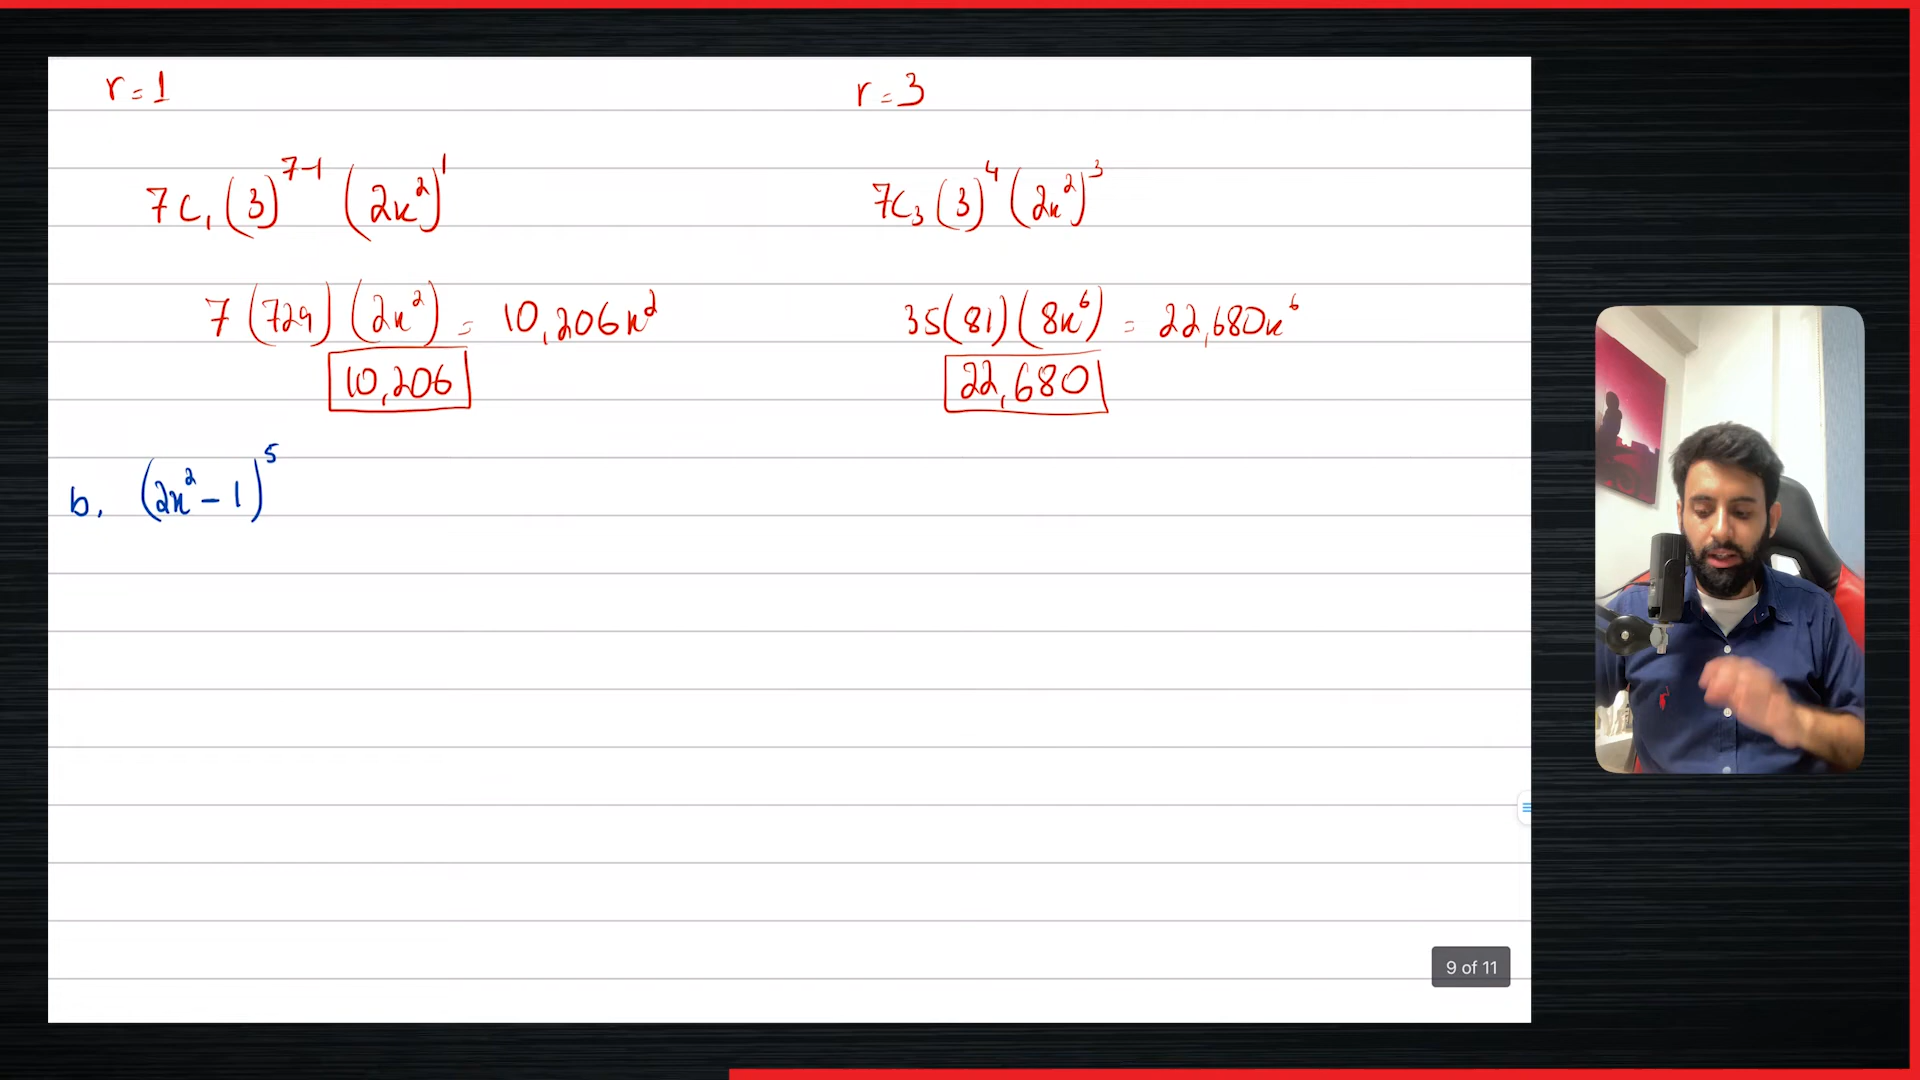 r = 1
7C₁ (3)⁷⁻¹ (2x²)¹
7 (729) (2x²) = 10,206x²
10,206
r = 3
7C₃ (3)⁴ (2x²)³
35(81)(8x⁶) = 22,680x⁶
22,680
b. (2x² - 1)⁵
9 of 11